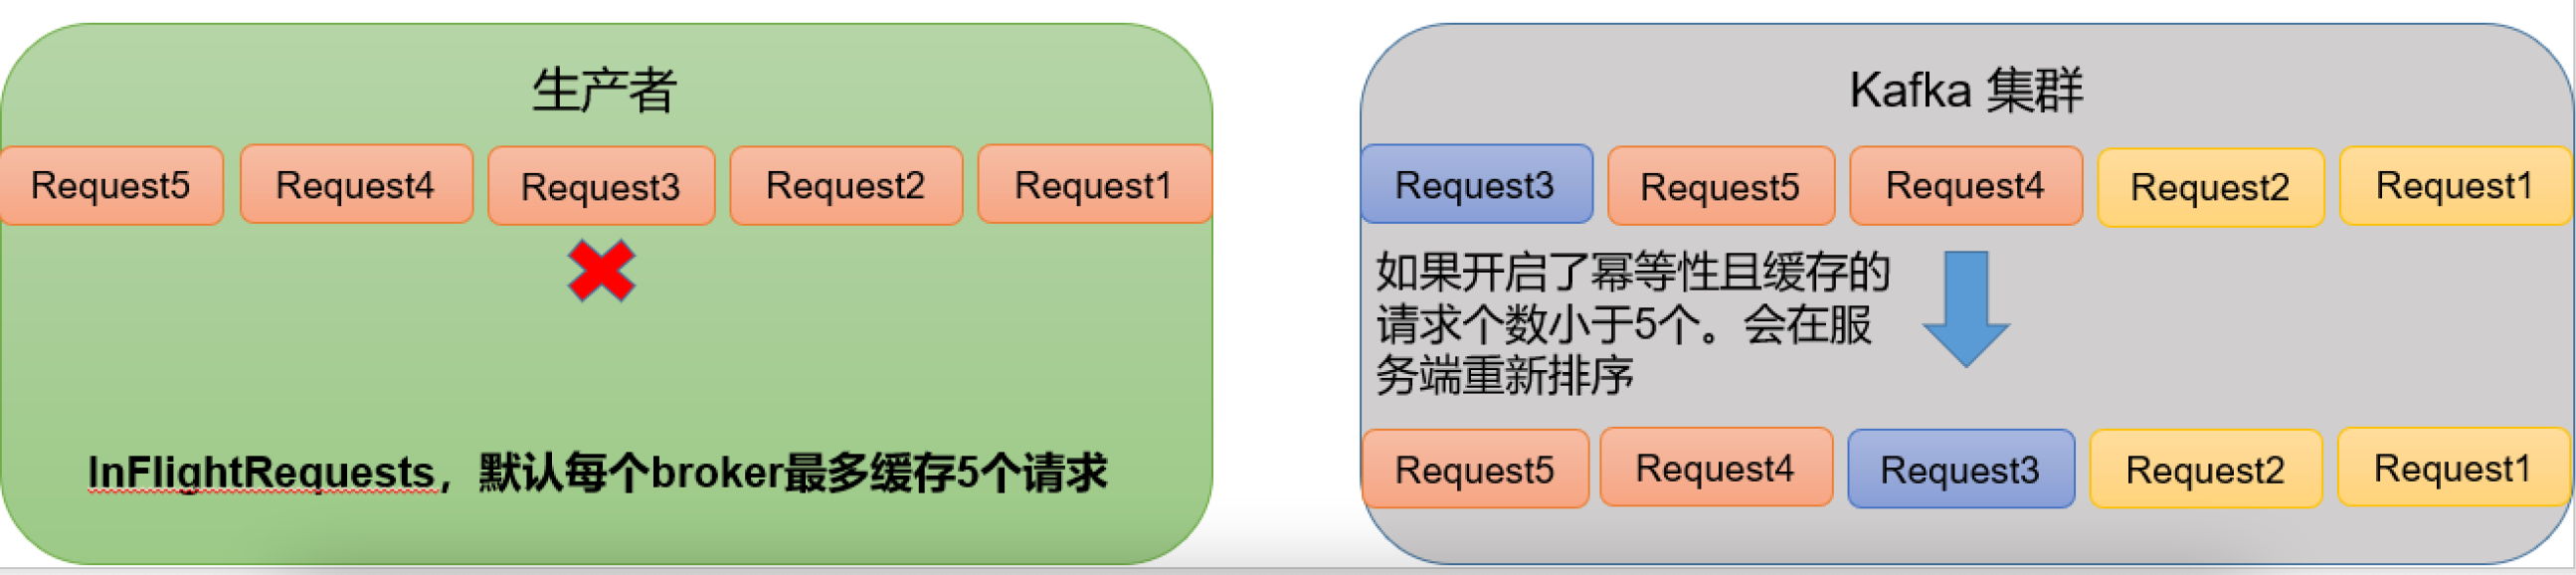 生产者
Request5 Request4 Request3 Request2 Request1
InFlightRequests，默认每个broker最多缓存5个请求
Kafka 集群
Request3 Request5 Request4 Request2 Request1
如果开启了幂等性且缓存的
请求个数小于5个。会在服
务端重新排序
Request5 Request4 Request3 Request2 Request1